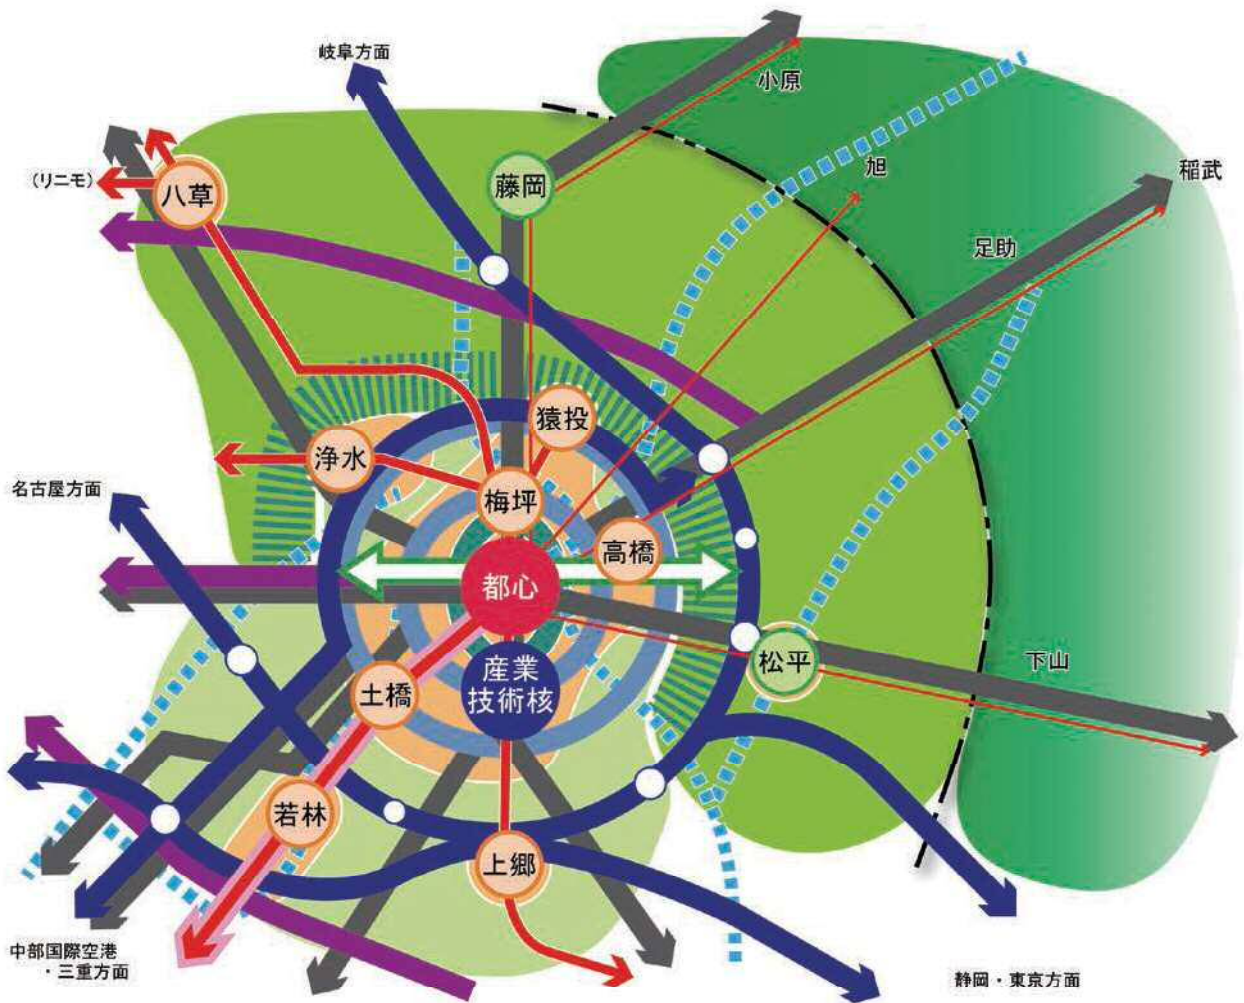 岐阜方面
小原
旭
稲武
(リニモ)
八草
藤岡
足助
猿投
浄水
名古屋方面
梅坪
高橋
都心
松平
下山
産業
技術核
土橋
若林
上郷
中部国際空港
・三重方面
静岡・東京方面